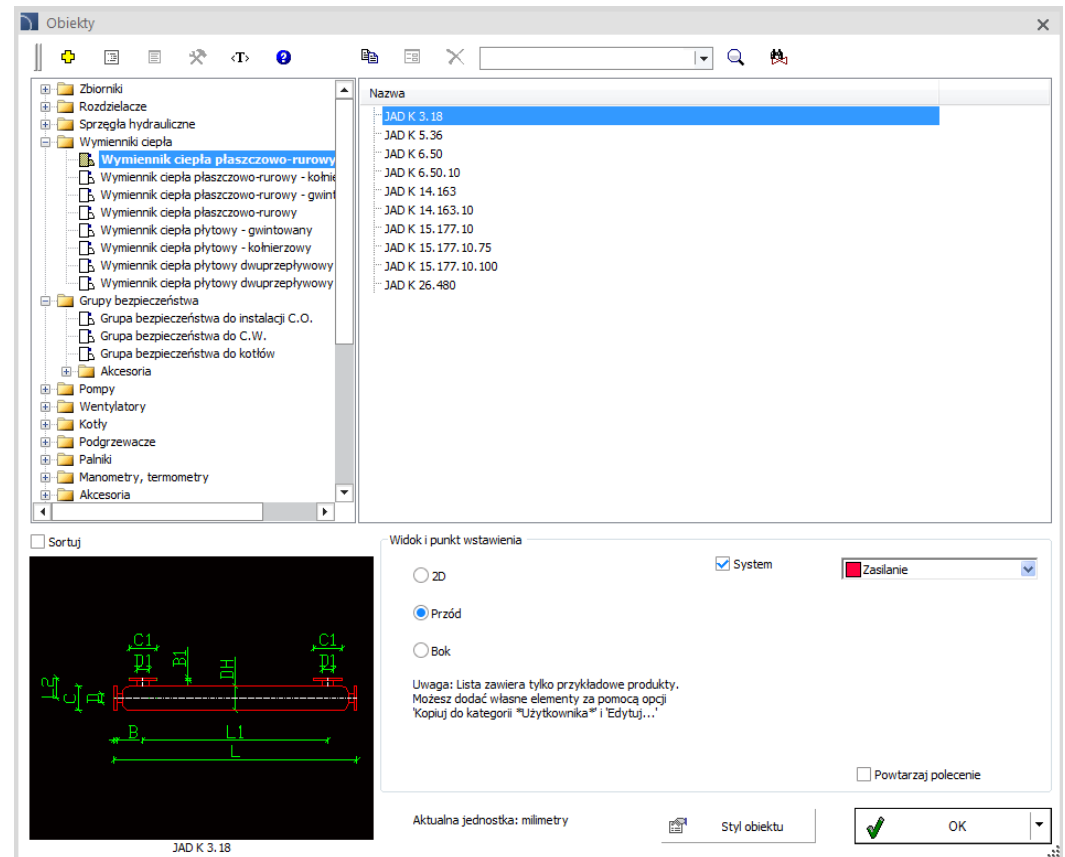 Obiekty
<T>
Zbiorniki
Rozdzielacze
Sprzęgła hydrauliczne
Wymienniki ciepła
Wymiennik ciepła płaszczowo-rurowy
Wymiennik ciepła płaszczowo-rurowy - kołnie
Wymiennik ciepła płaszczowo-rurowy - gwint
Wymiennik ciepła płaszczowo-rurowy
Wymiennik ciepła płytowy - gwintowany
Wymiennik ciepła płytowy - kołnierzowy
Wymiennik ciepła płytowy dwuprzepływowy
Wymiennik ciepła płytowy dwuprzepływowy
Grupy bezpieczeństwa
Grupa bezpieczeństwa do instalacji C.O.
Grupa bezpieczeństwa do C.W.
Grupa bezpieczeństwa do kotłów
Akcesoria
Pompy
Wentylatory
Kotły
Podgrzewacze
Palniki
Manometry, termometry
Akcesoria
Nazwa
JAD K 3.18
JAD K 5.36
JAD K 6.50
JAD K 6.50.10
JAD K 14.163
JAD K 14.163.10
JAD K 15.177.10
JAD K 15.177.10.75
JAD K 15.177.10.100
JAD K 26.480
Sortuj
C1
D1
B1
DH
C1
D1
L2
C
D
B
L1
L
JAD K 3.18
Widok i punkt wstawienia
2D
System
Zasilanie
Przód
Bok
Uwaga: Lista zawiera tylko przykładowe produkty.
Możesz dodać własne elementy za pomocą opcji
'Kopiuj do kategorii *Użytkownika*' i 'Edytuj...'
Powtarzaj polecenie
Aktualna jednostka: milimetry
Styl obiektu
OK